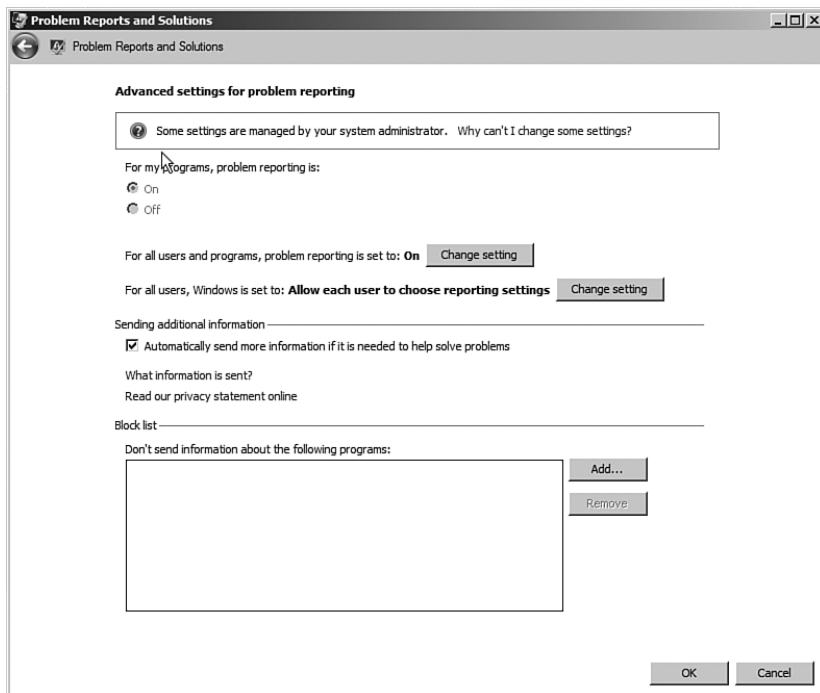 Problem Reports and Solutions
Problem Reports and Solutions
Advanced settings for problem reporting
Some settings are managed by your system administrator. Why can't I change some settings?
For my programs, problem reporting is:
On
Off
For all users and programs, problem reporting is set to: On Change setting
For all users, Windows is set to: Allow each user to choose reporting settings Change setting
Sending additional information
Automatically send more information if it is needed to help solve problems
What information is sent?
Read our privacy statement online
Block list
Don't send information about the following programs:
Add...
Remove
OK Cancel